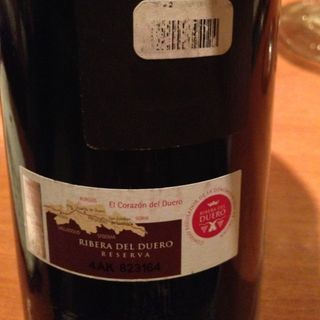 El Corazón del Duero
BURGOS
SORIA
VALLADOLID
SEGOVIA
RIBERA DEL DUERO
RESERVA
4AK-823164
RIBERA DEL
DUERO